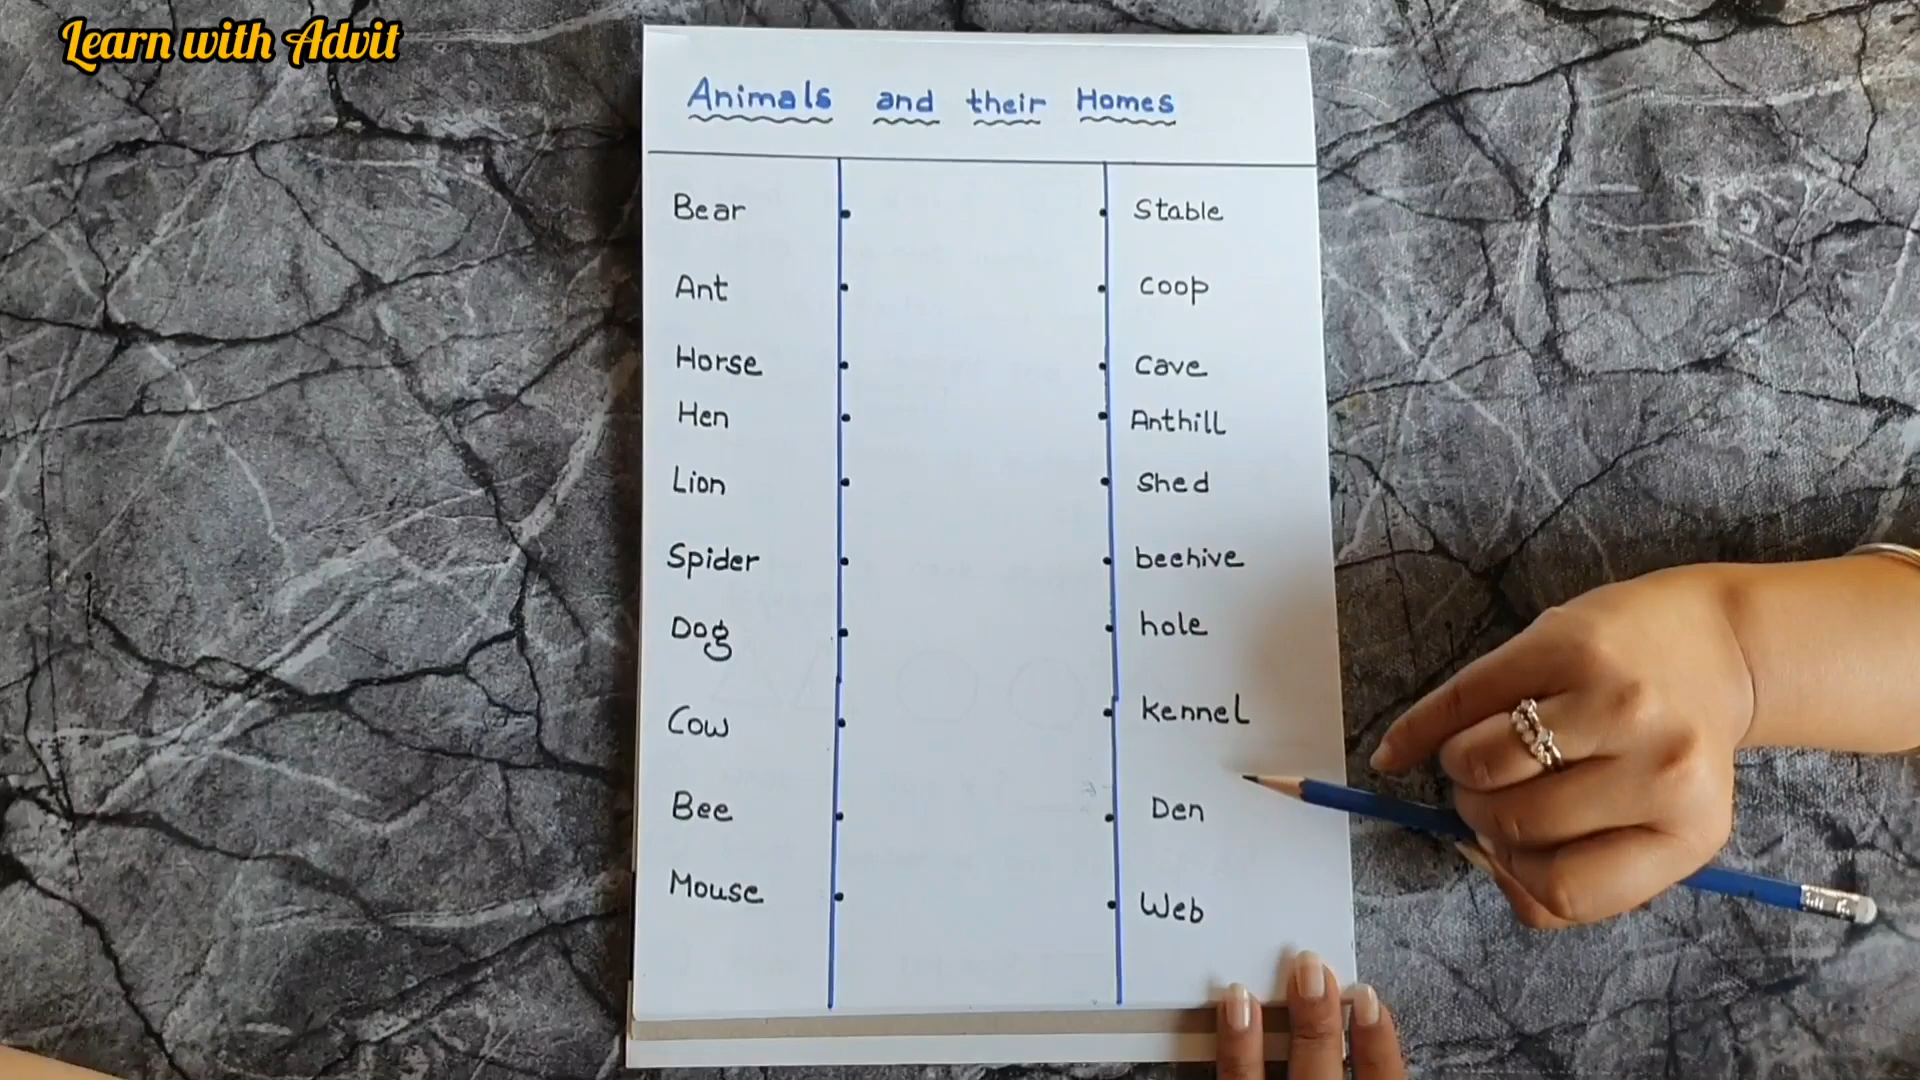 Learn with Advit
Animals and their Homes
Bear Stable
Ant Coop
Horse Cave
Hen Anthill
Lion Shed
Spider beehive
Dog hole
Cow Kennel
Bee Den
Mouse Web